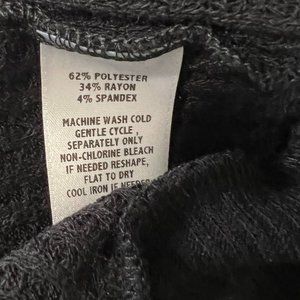 62% POLYESTER
34% RAYON
4% SPANDEX
MACHINE WASH COLD
GENTLE CYCLE ,
SEPARATELY ONLY
NON-CHLORINE BLEACH
IF NEEDED RESHAPE,
FLAT TO DRY
COOL IRON IF NEEDED